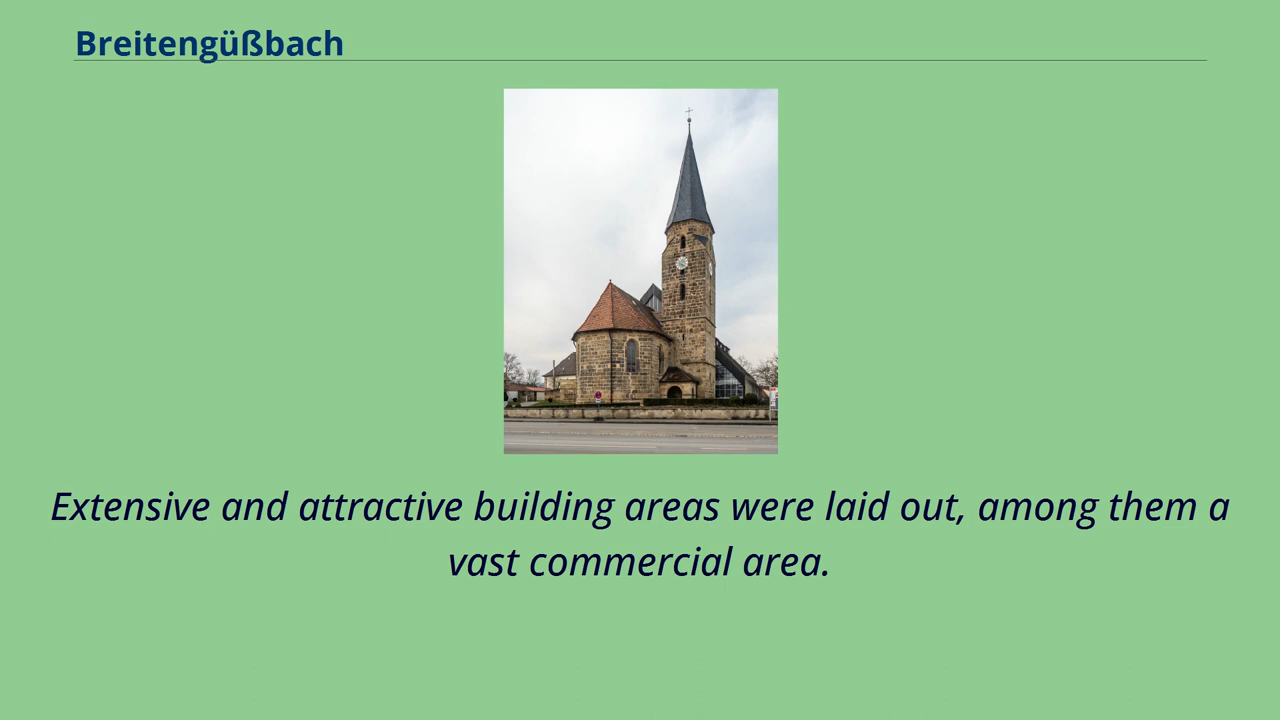 Breitengüßbach
Extensive and attractive building areas were laid out, among them a
vast commercial area.